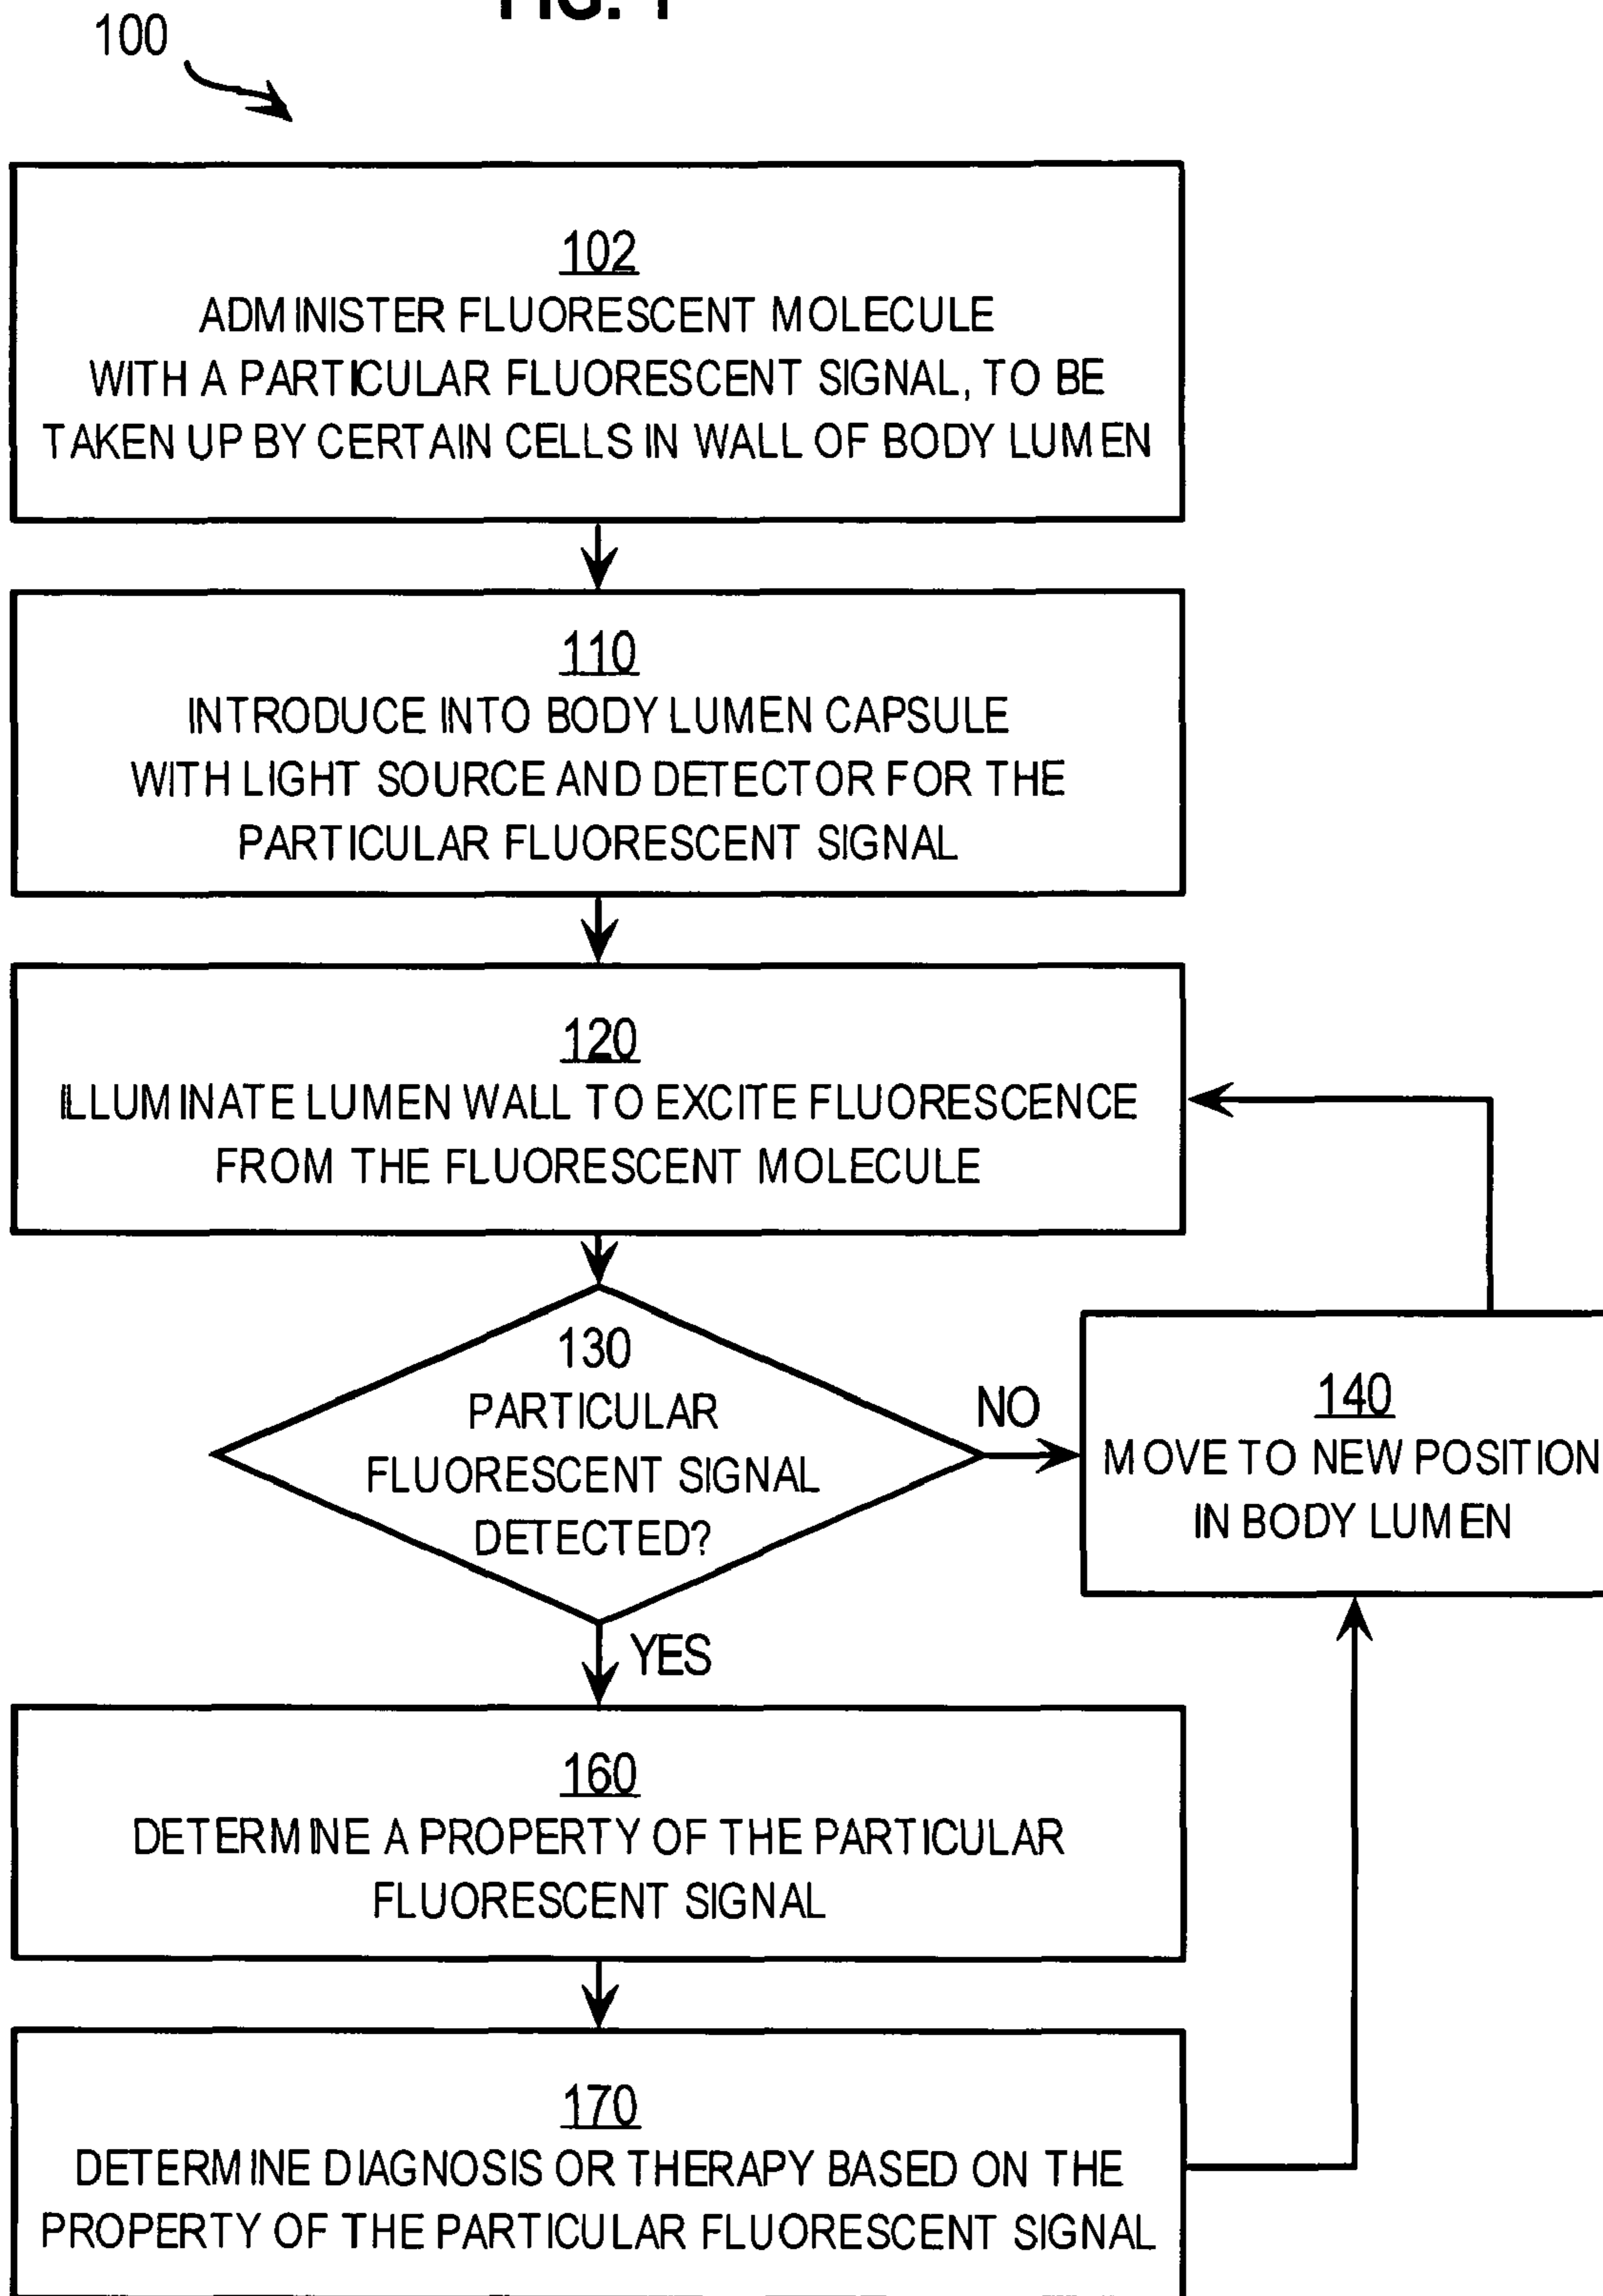 FIG. 1
100
102
ADMINISTER FLUORESCENT MOLECULE
WITH A PARTICULAR FLUORESCENT SIGNAL, TO BE
TAKEN UP BY CERTAIN CELLS IN WALL OF BODY LUMEN
110
INTRODUCE INTO BODY LUMEN CAPSULE
WITH LIGHT SOURCE AND DETECTOR FOR THE
PARTICULAR FLUORESCENT SIGNAL
120
ILLUMINATE LUMEN WALL TO EXCITE FLUORESCENCE
FROM THE FLUORESCENT MOLECULE
130
PARTICULAR
FLUORESCENT SIGNAL
DETECTED?
NO
140
MOVE TO NEW POSITION
IN BODY LUMEN
YES
160
DETERMINE A PROPERTY OF THE PARTICULAR
FLUORESCENT SIGNAL
170
DETERMINE DIAGNOSIS OR THERAPY BASED ON THE
PROPERTY OF THE PARTICULAR FLUORESCENT SIGNAL